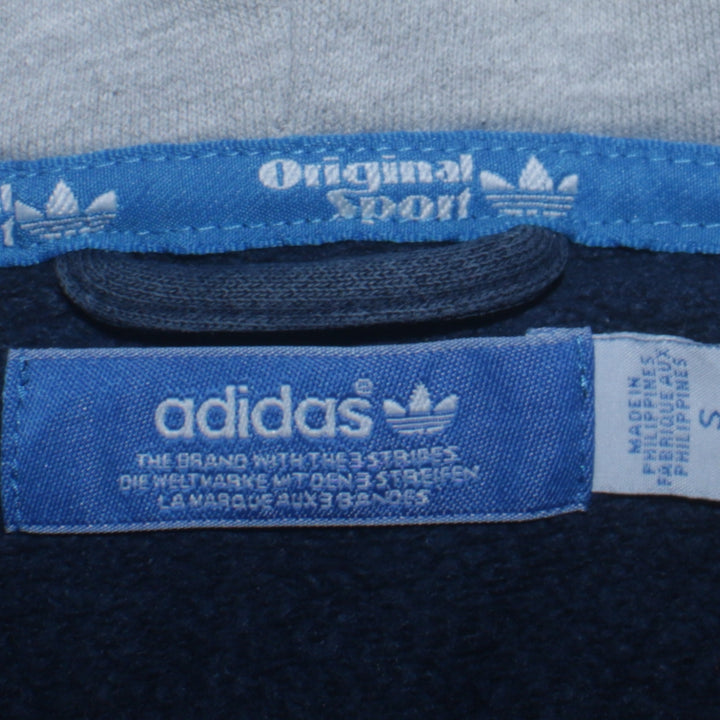 Original
Sport
adidas®
THE BRAND WITH THE 3 STRIPES
DIE WELTMARKE MIT DEN 3 STREIFEN
LA MARQUE AUX 3 BANDES
MADE IN
PHILIPPINES
FABRIQUE AUX
PHILIPPINES
S